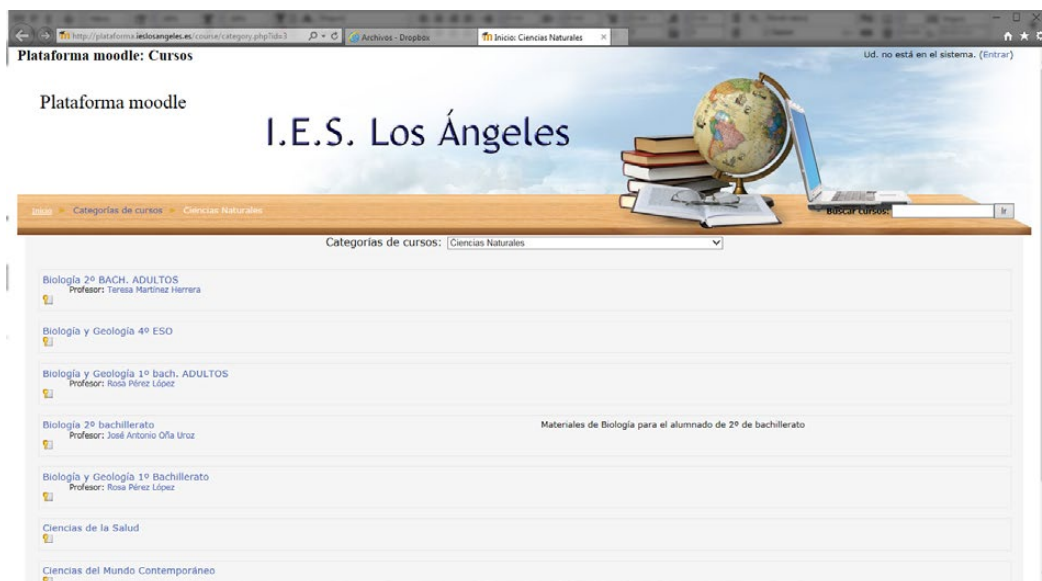 http://plataforma.ieslosangeles.es/course/category.php?id=3
Archivos - Dropbox
Inicio: Ciencias Naturales
Plataforma moodle: Cursos
Ud. no está en el sistema. (Entrar)
Plataforma moodle
I.E.S. Los Ángeles
Inicio ► Categorías de cursos ► Ciencias Naturales
Buscar cursos: Ir
Categorías de cursos: Ciencias Naturales
Biología 2º BACH. ADULTOS
Profesor: Teresa Martínez Herrera
Biología y Geología 4º ESO
Biología y Geología 1º bach. ADULTOS
Profesor: Rosa Pérez López
Biología 2º bachillerato
Materiales de Biología para el alumnado de 2º de bachillerato
Profesor: José Antonio Oña Uroz
Biología y Geología 1º Bachillerato
Profesor: Rosa Pérez López
Ciencias de la Salud
Ciencias del Mundo Contemporáneo